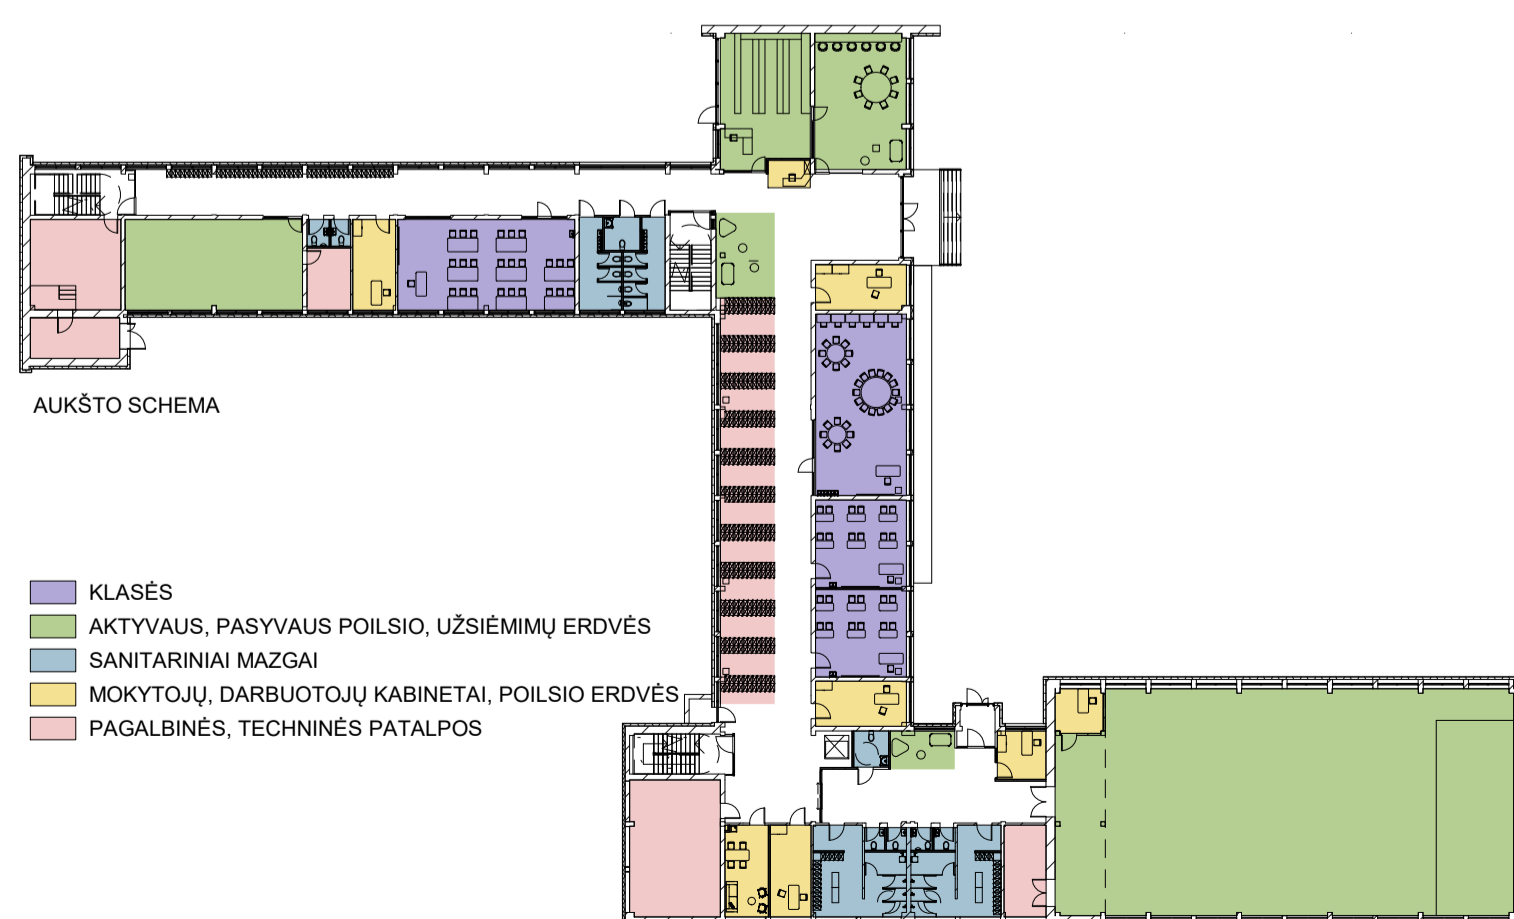 AUKŠTO SCHEMA
KLASĖS
AKTYVAUS, PASYVAUS POILSIO, UŽSIĖMIMŲ ERDVĖS
SANITARINIAI MAZGAI
MOKYTOJŲ, DARBUOTOJŲ KABINETAI, POILSIO ERDVĖS
PAGALBINĖS, TECHNINĖS PATALPOS